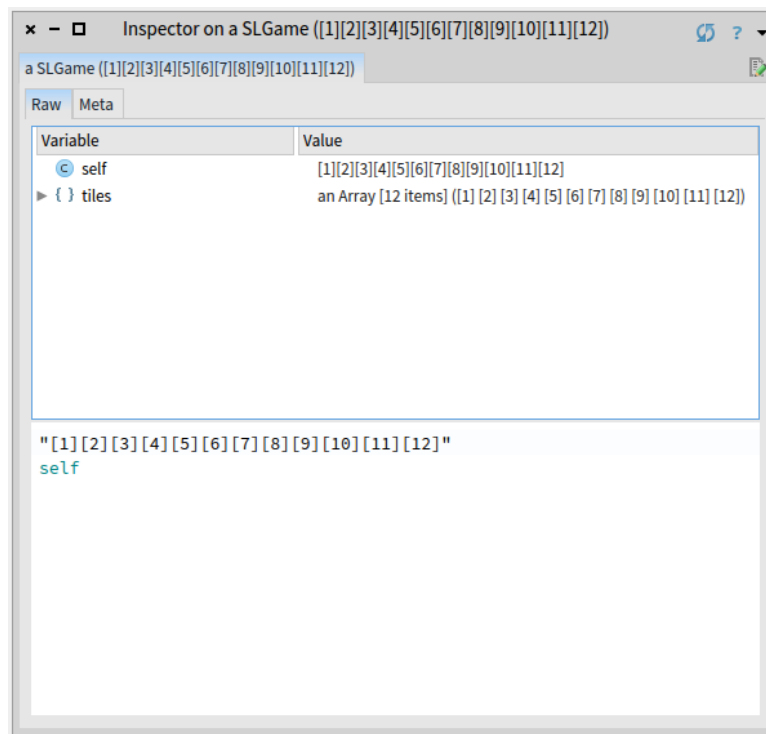 Inspector on a SLGame ([1][2][3][4][5][6][7][8][9][10][11][12])
?
a SLGame ([1][2][3][4][5][6][7][8][9][10][11][12])
Raw Meta
Variable Value
C self [1][2][3][4][5][6][7][8][9][10][11][12]
{ } tiles an Array [12 items] ([1] [2] [3] [4] [5] [6] [7] [8] [9] [10] [11] [12])
"[1][2][3][4][5][6][7][8][9][10][11][12]"
self